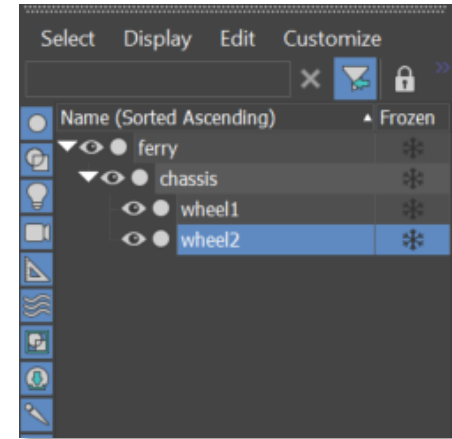 Select Display Edit Customize
Name (Sorted Ascending) Frozen
ferry
chassis
wheel1
wheel2